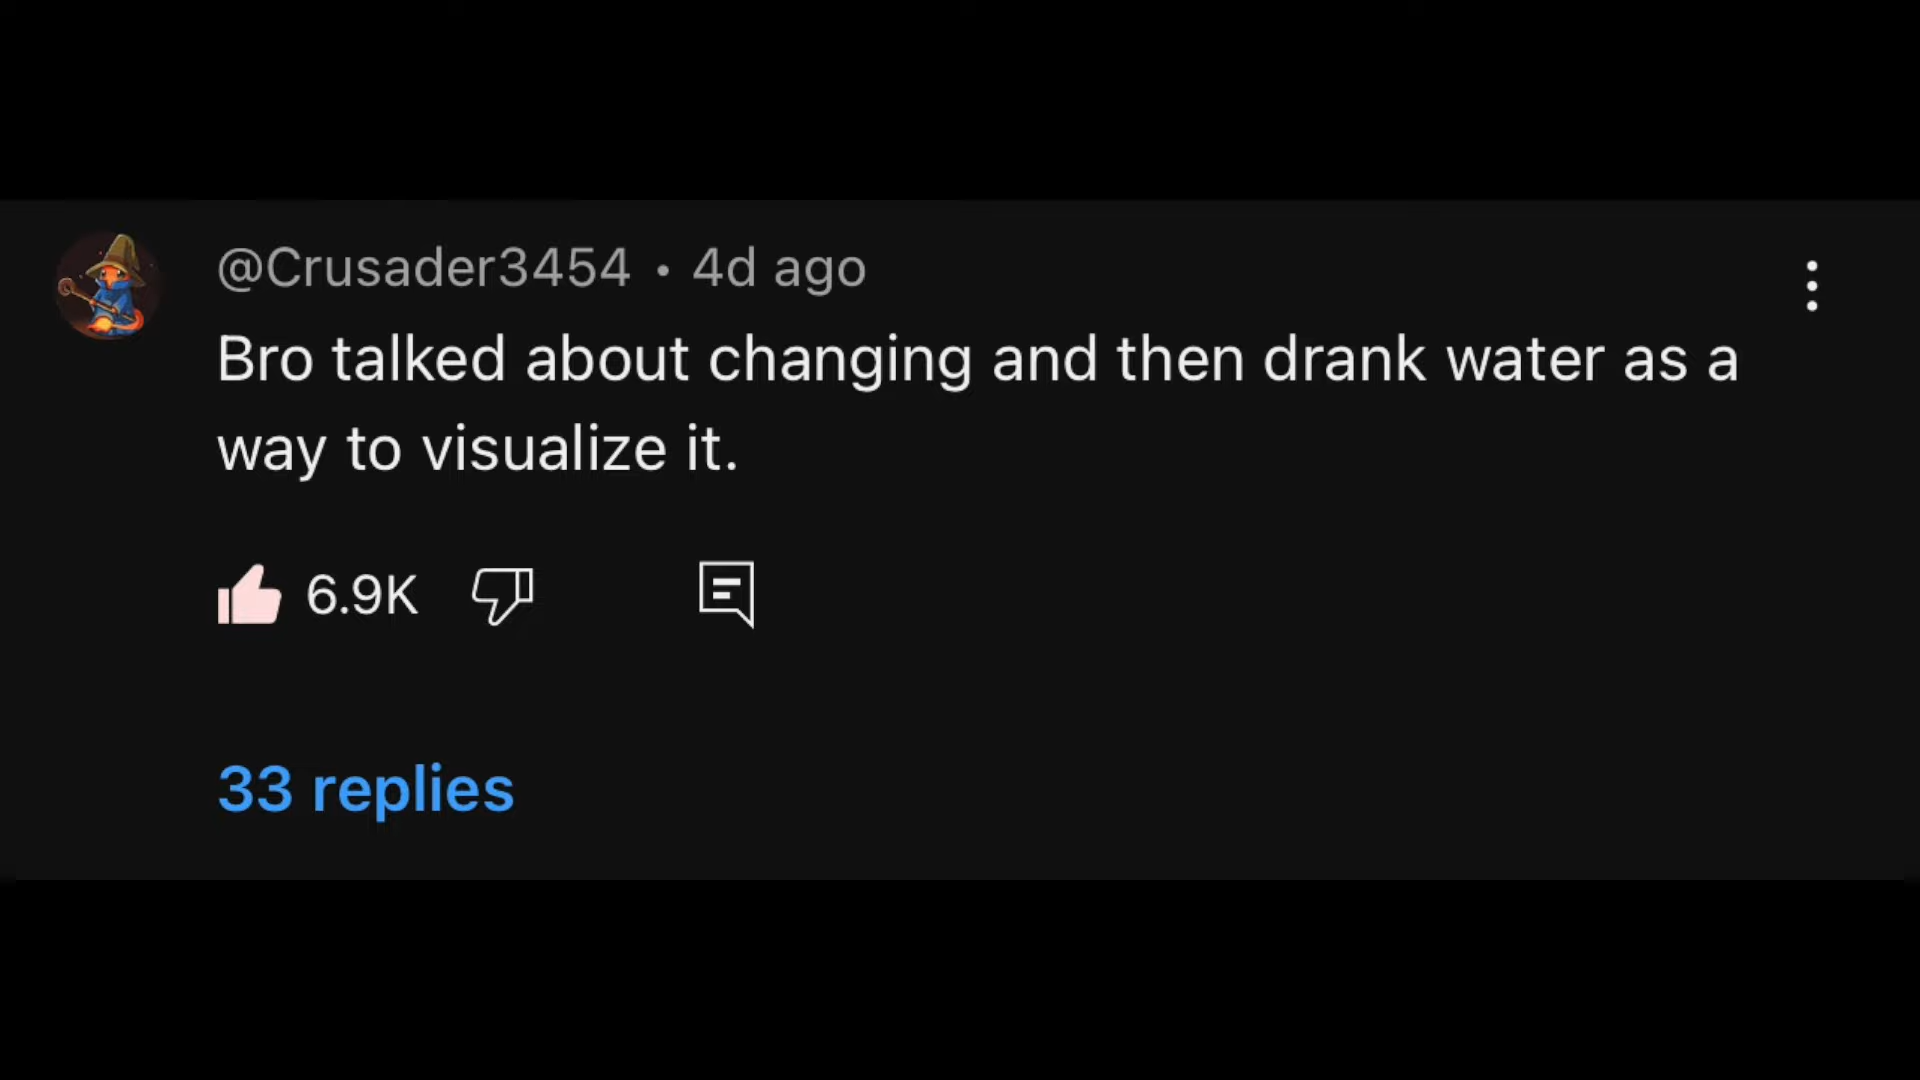 @Crusader3454 • 4d ago
Bro talked about changing and then drank water as a
way to visualize it.
6.9K
33 replies